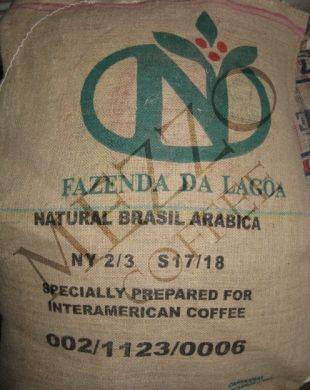 FAZENDA DA LAGOA
NATURAL BRASIL ARABICA
NY 2/3 S17/18
SPECIALLY PREPARED FOR
INTERAMERICAN COFFEE
002/1123/0006
MEZZO
COFFEE